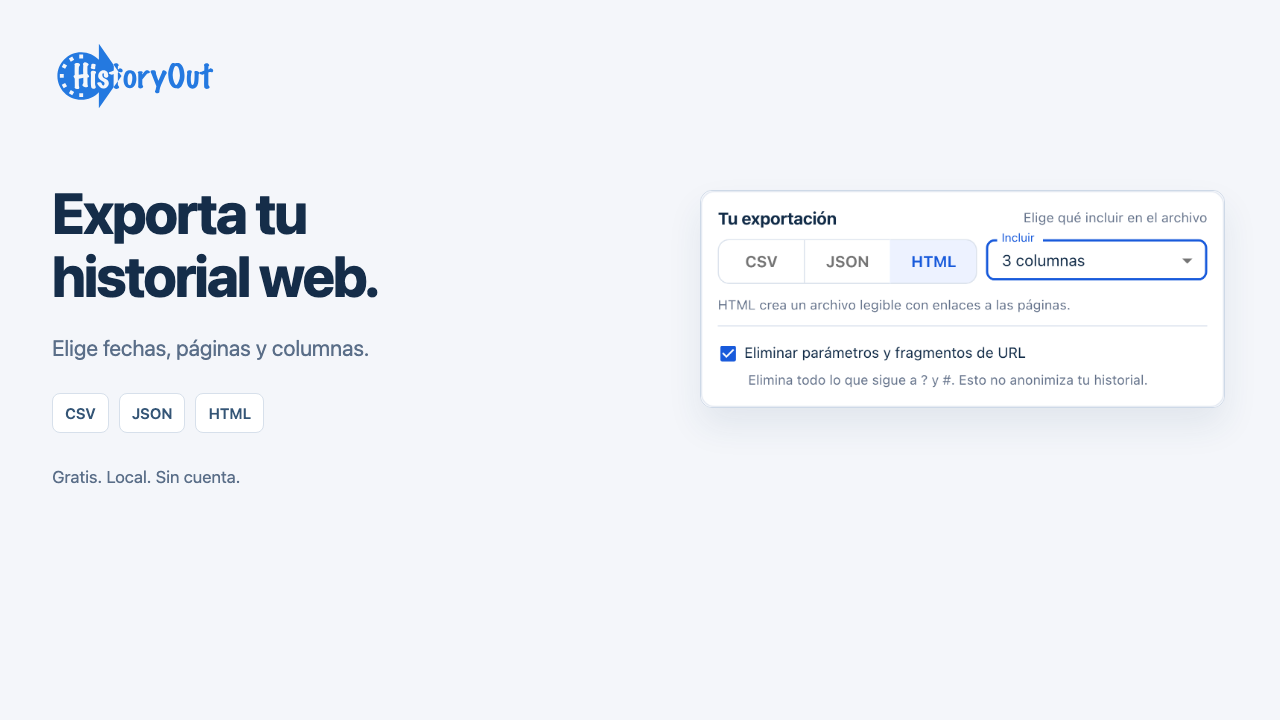 HistoryOut
Exporta tu
historial web.
Elige fechas, páginas y columnas.
CSV JSON HTML
Gratis. Local. Sin cuenta.
Tu exportación
Elige qué incluir en el archivo
CSV JSON HTML
Incluir
3 columnas
HTML crea un archivo legible con enlaces a las páginas.
Eliminar parámetros y fragmentos de URL
Elimina todo lo que sigue a ? y #. Esto no anonimiza tu historial.